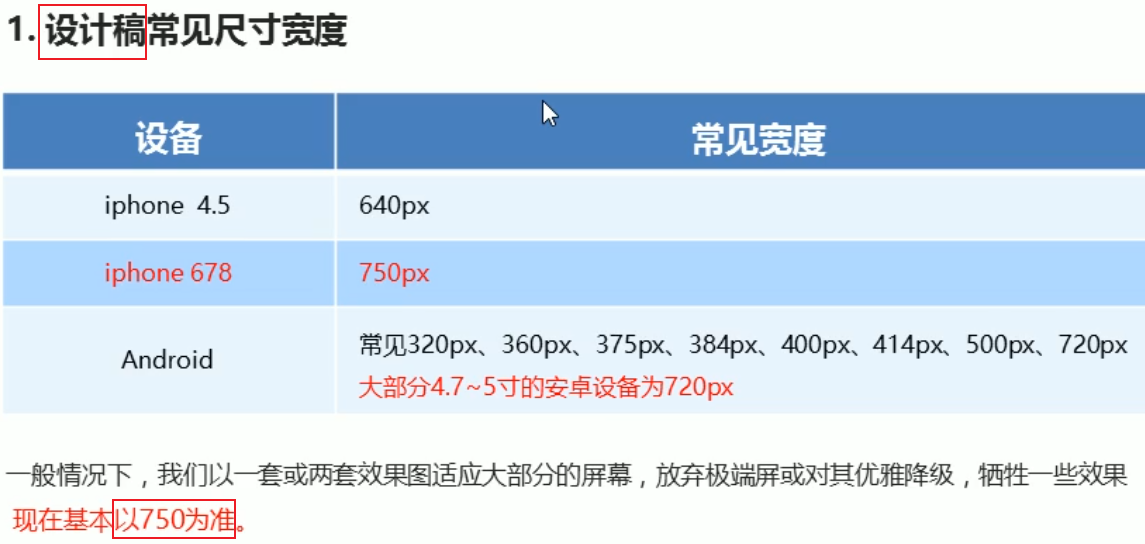 1. 设计稿常见尺寸宽度
设备 常见宽度
iphone 4.5 640px
iphone 678 750px
Android 常见320px、360px、375px、384px、400px、414px、500px、720px
大部分4.7~5寸的安卓设备为720px
一般情况下，我们以一套或两套效果图适应大部分的屏幕，放弃极端屏或对其优雅降级，牺牲一些效果
现在基本以750为准。